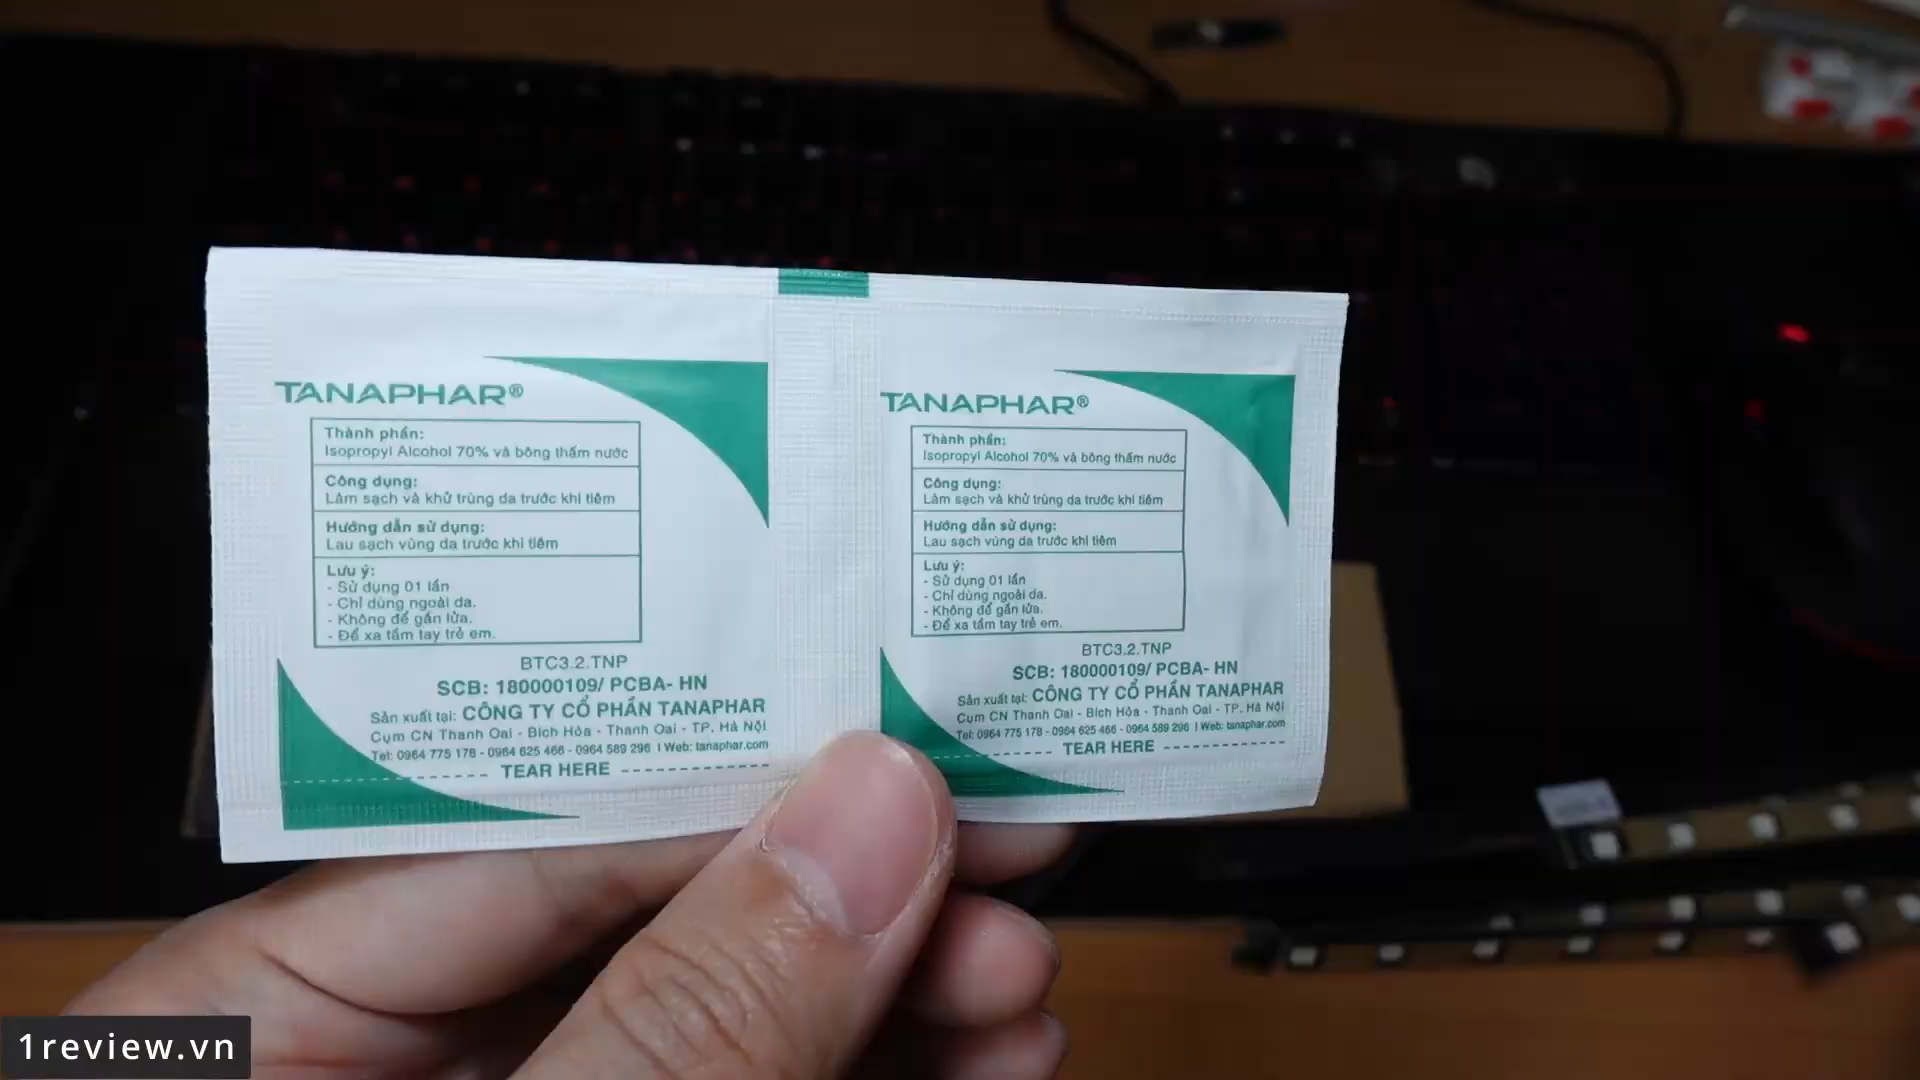 TANAPHAR®
Thành phần:
Isopropyl Alcohol 70% và bông thấm nước
Công dụng:
Làm sạch và khử trùng da trước khi tiêm
Hướng dẫn sử dụng:
Lau sạch vùng da trước khi tiêm
Lưu ý:
- Sử dụng 01 lần
- Chỉ dùng ngoài da.
- Không để gần lửa.
- Để xa tầm tay trẻ em.
BTC3.2.TNP
SCB: 180000109/ PCBA- HN
Sản xuất tại: CÔNG TY CỔ PHẦN TANAPHAR
Cụm CN Thanh Oai - Bích Hòa - Thanh Oai - TP. Hà Nội
Tel: 0964 775 178 - 0964 625 466 - 0964 589 296 I Web: tanaphar.com
TEAR HERE
TANAPHAR®
Thành phần:
Isopropyl Alcohol 70% và bông thấm nước
Công dụng:
Làm sạch và khử trùng da trước khi tiêm
Hướng dẫn sử dụng:
Lau sạch vùng da trước khi tiêm
Lưu ý:
- Sử dụng 01 lần
- Chỉ dùng ngoài da.
- Không để gần lửa.
- Để xa tầm tay trẻ em.
BTC3.2.TNP
SCB: 180000109/ PCBA- HN
Sản xuất tại: CÔNG TY CỔ PHẦN TANAPHAR
Cụm CN Thanh Oai - Bích Hòa - Thanh Oai - TP. Hà Nội
Tel: 0964 775 178 - 0964 625 466 - 0964 589 296 I Web: tanaphar.com
TEAR HERE
1review.vn